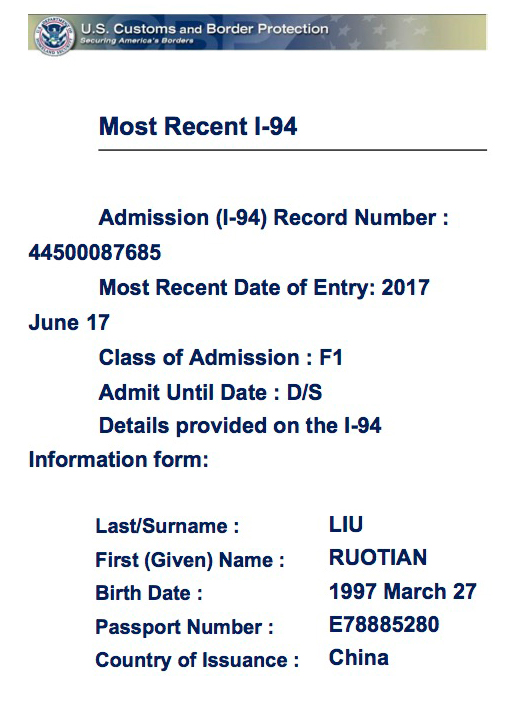 U.S. Customs and Border Protection
Securing America's Borders
Most Recent I-94
Admission (I-94) Record Number :
44500087685
Most Recent Date of Entry: 2017
June 17
Class of Admission : F1
Admit Until Date : D/S
Details provided on the I-94
Information form:
Last/Surname : LIU
First (Given) Name : RUOTIAN
Birth Date : 1997 March 27
Passport Number : E78885280
Country of Issuance : China